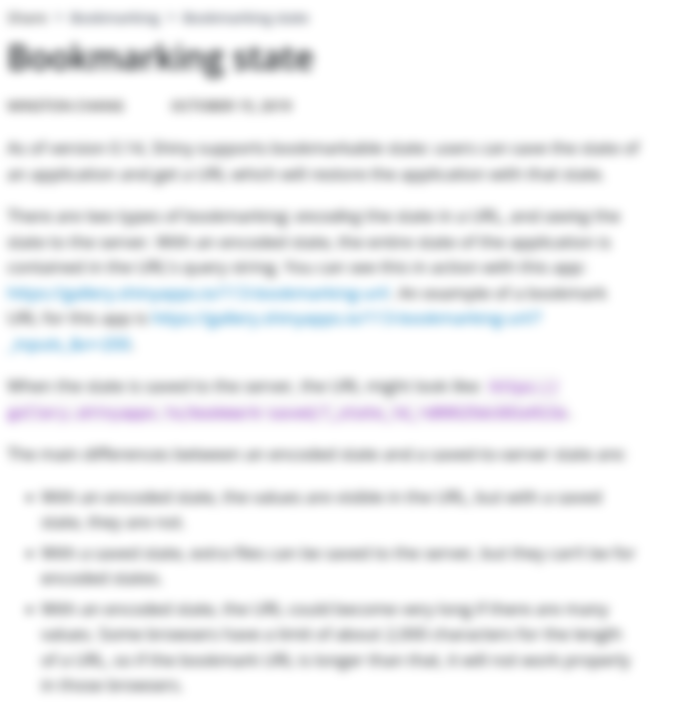 Share > Bookmarking > Bookmarking state
Bookmarking state
WINSTON CHANG OCTOBER 13, 2019
As of version 0.14, Shiny supports bookmarkable state: users can save the state of
an application and get a URL which will restore the application with that state.
There are two types of bookmarking: encoding the state in a URL, and saving the
state to the server. With an encoded state, the entire state of the application is
contained in the URL's query string. You can see this in action with this app:
https://gallery.shinyapps.io/113-bookmarking-url/. An example of a bookmark
URL for this app is https://gallery.shinyapps.io/113-bookmarking-url/?
_inputs_&n=200.
When the state is saved to the server, the URL might look like: https://
gallery.shinyapps.io/bookmark-saved/?_state_id_=
The main differences between an encoded state and a saved-to-server state are:
• With an encoded state, the values are visible in the URL, but with a saved
state, they are not.
• With a saved state, extra files can be saved to the server, but they can't be for
encoded states.
• With an encoded state, the URL could become very long if there are many
values. Some browsers have a limit of about 2,000 characters for the length
of a URL, so if the bookmark URL is longer than that, it will not work properly
in those browsers.